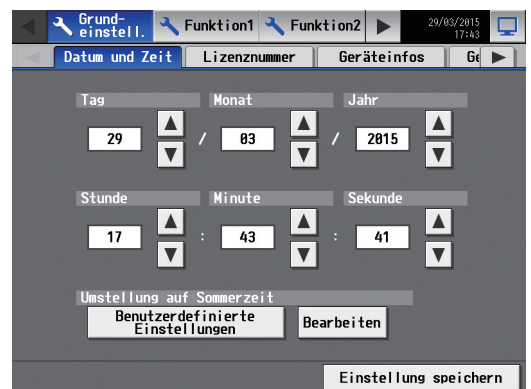 Grund-
einstell.
Funktion1
Funktion2
29/03/2015
17:43
Datum und Zeit
Lizenznummer
Geräteinfos
Ge
Tag
Monat
Jahr
29 / 03 / 2015
Stunde
Minute
Sekunde
17 : 43 : 41
Umstellung auf Sommerzeit
Benutzerdefinierte
Einstellungen
Bearbeiten
Einstellung speichern